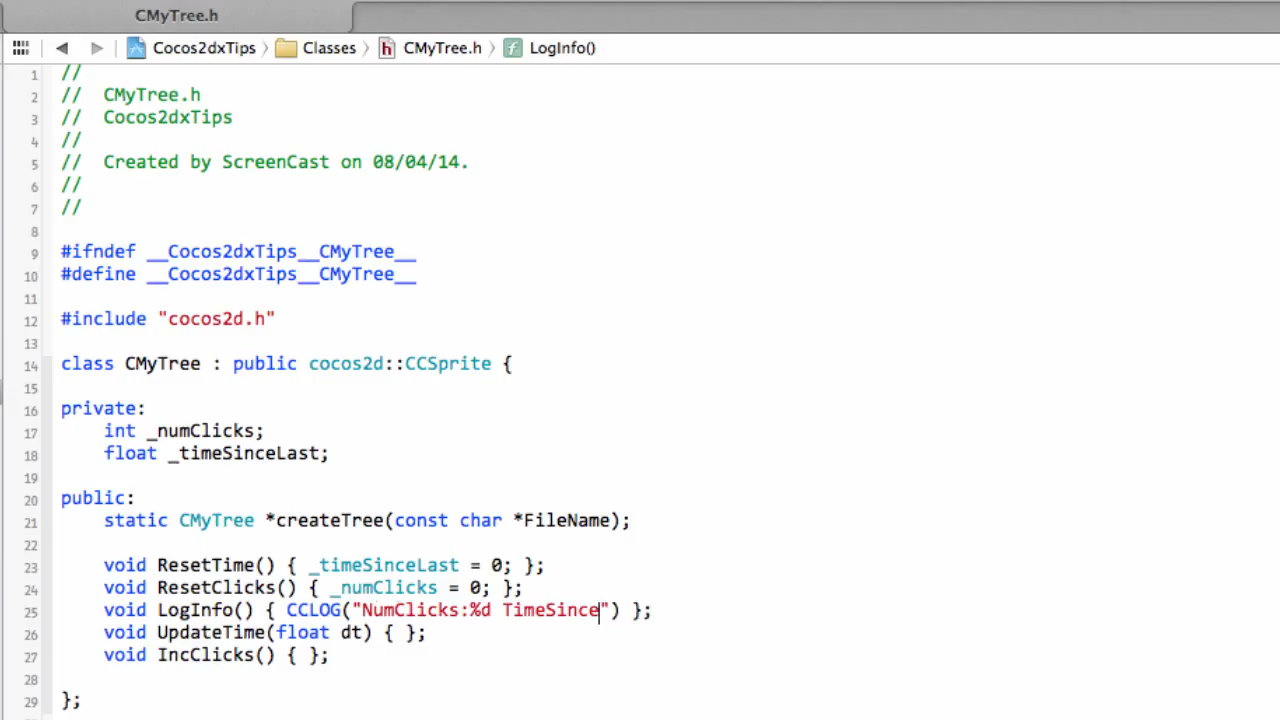 CMyTree.h
Cocos2dxTips Classes CMyTree.h LogInfo()
1 //
2 // CMyTree.h
3 // Cocos2dxTips
4 //
5 // Created by ScreenCast on 08/04/14.
6 //
7 //
8
9 #ifndef __Cocos2dxTips__CMyTree__
10 #define __Cocos2dxTips__CMyTree__
11
12 #include "cocos2d.h"
13
14 class CMyTree : public cocos2d::CCSprite {
15
16 private:
17 int _numClicks;
18 float _timeSinceLast;
19
20 public:
21 static CMyTree *createTree(const char *FileName);
22
23 void ResetTime() { _timeSinceLast = 0; };
24 void ResetClicks() { _numClicks = 0; };
25 void LogInfo() { CCLOG("NumClicks:%d TimeSince") };
26 void UpdateTime(float dt) { };
27 void IncClicks() { };
28
29 };